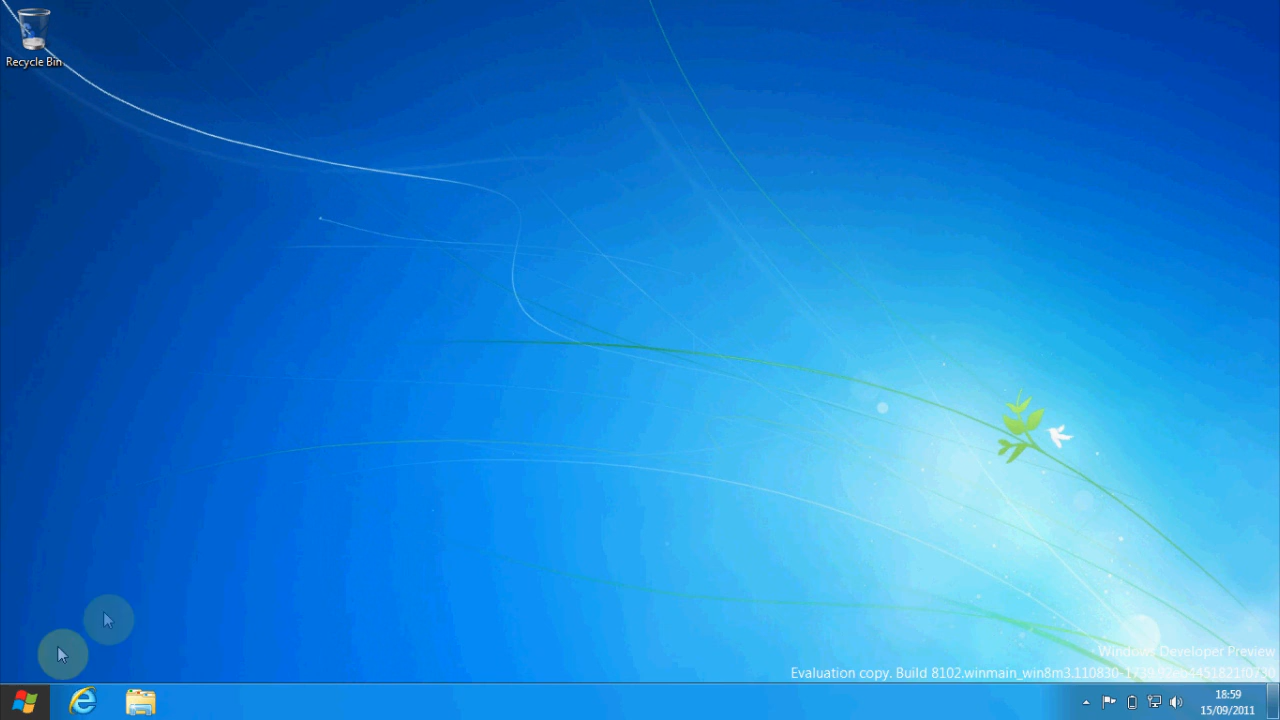 Recycle Bin
Windows Developer Preview
Evaluation copy. Build 8102.winmain_win8m3.110830-1739
18:59
15/09/2011